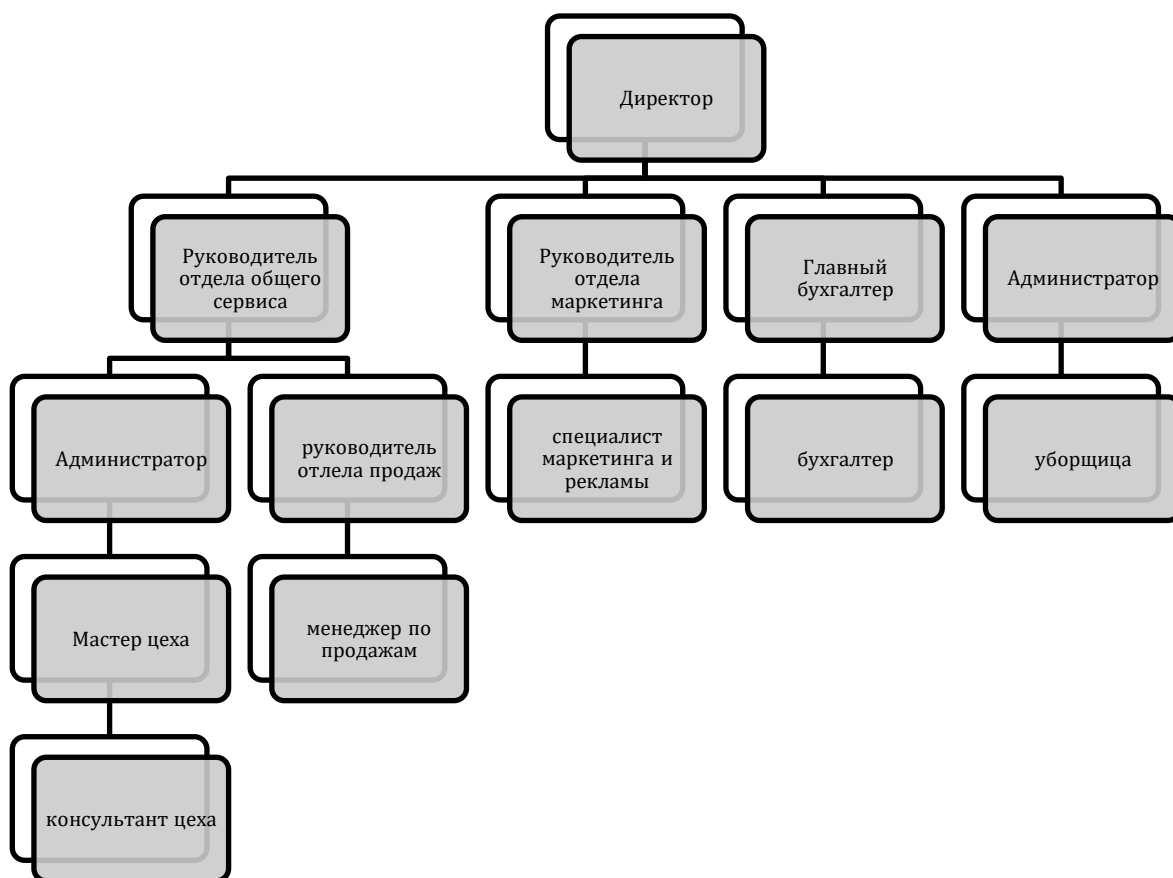 Директор
Руководитель
отдела общего
сервиса
Руководитель
отдела
маркетинга
Главный
бухгалтер
Администратор
Администратор
руководитель
отлела продаж
специалист
маркетинга и
рекламы
бухгалтер
уборщица
Мастер цеха
менеджер по
продажам
консультант цеха